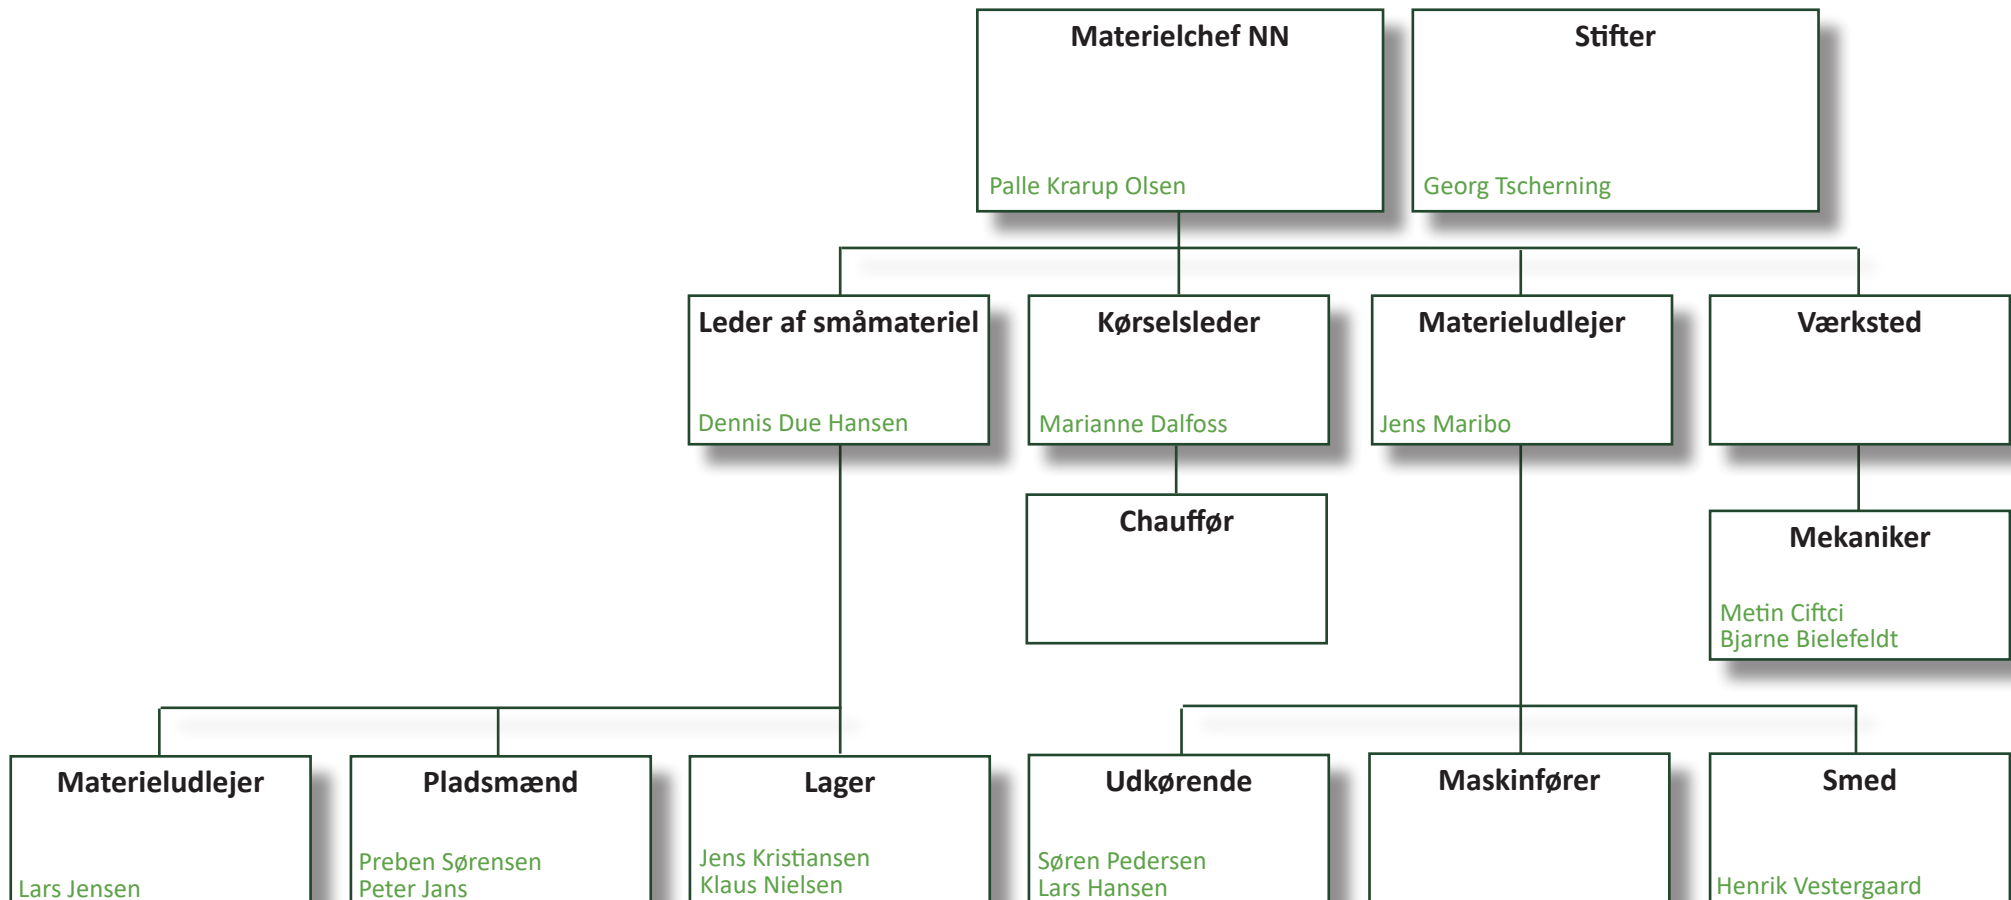 Materielchef NN
Palle Krarup Olsen
Stifter
Georg Tscherning
Leder af småmateriel
Dennis Due Hansen
Kørselsleder
Marianne Dalfoss
Materieludlejer
Jens Maribo
Værksted
Chauffør
Mekaniker
Metin Ciftci
Bjarne Bielefeldt
Materieludlejer
Lars Jensen
Pladsmænd
Preben Sørensen
Peter Jans
Lager
Jens Kristiansen
Klaus Nielsen
Udkørende
Søren Pedersen
Lars Hansen
Maskinfører
Smed
Henrik Vestergaard